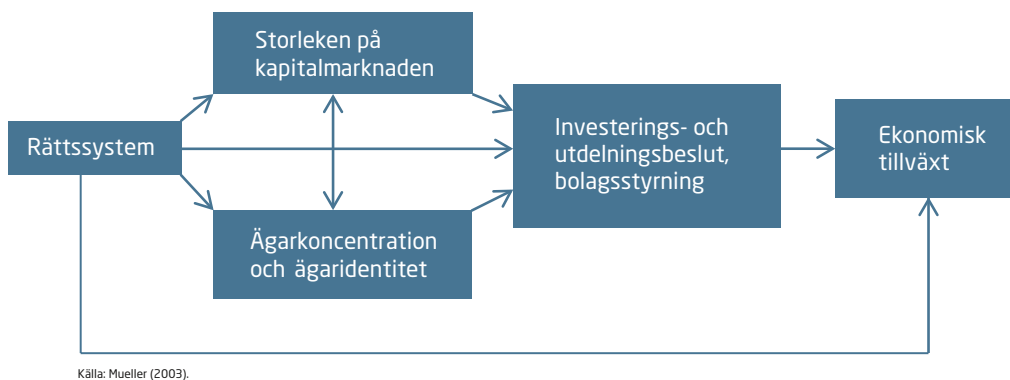 Storleken på
kapitalmarknaden
Rättssystem
Investerings- och
utdelningsbeslut,
bolagsstyrning
Ekonomisk
tillväxt
Ägarkoncentration
och ägaridentitet
Källa: Mueller (2003).